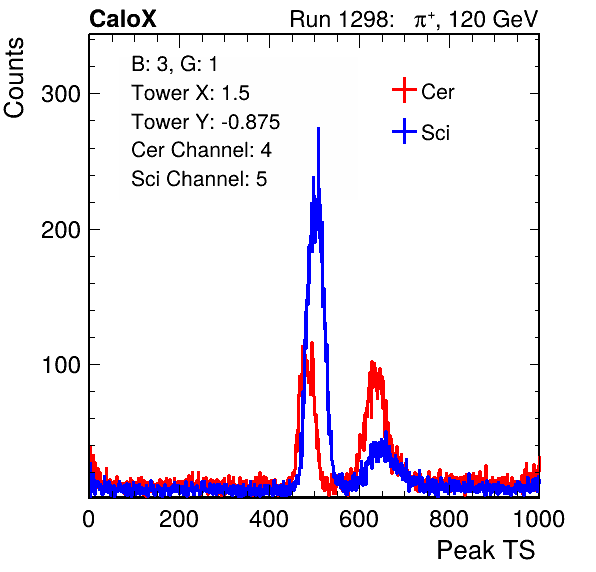 CaloX Run 1298: π⁺, 120 GeV
Counts
B: 3, G: 1
Tower X: 1.5
Tower Y: -0.875
Cer Channel: 4
Sci Channel: 5
Cer
Sci
300
200
100
0 200 400 600 800 1000
Peak TS